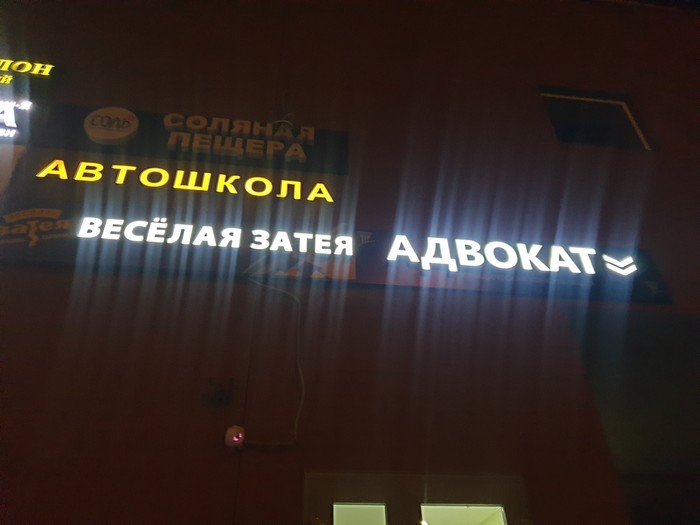 СОЛЬ
СОЛЯНАЯ
ПЕЩЕРА
АВТОШКОЛА
затея
ВЕСЁЛАЯ ЗАТЕЯ
АДВОКАТ